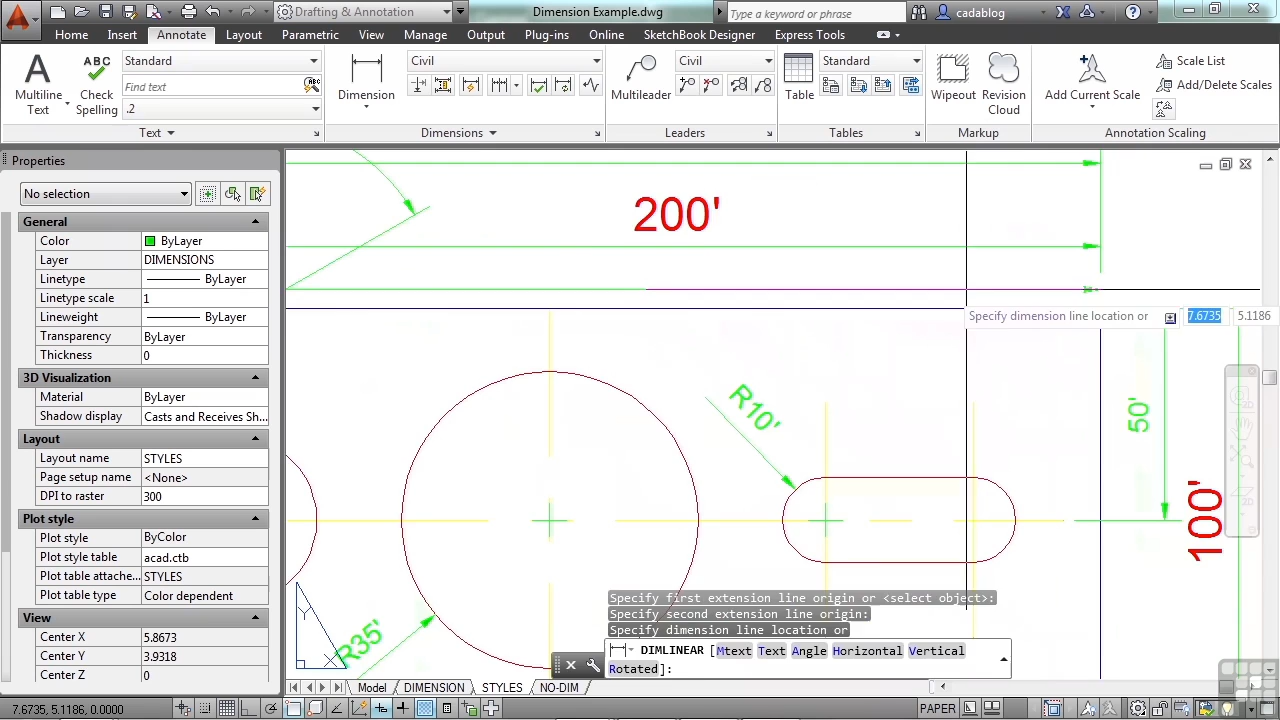 Drafting & Annotation
Dimension Example.dwg
Type a keyword or phrase
cadablog
Home Insert Annotate Layout Parametric View Manage Output Plug-ins Online SketchBook Designer Express Tools
Multiline Text
ABC Check Spelling
Standard
Find text
.2
Text
Dimension
Civil
Dimensions
Multileader
Civil
Leaders
Table
Standard
Tables
Wipeout
Revision Cloud
Markup
Add Current Scale
Scale List
Add/Delete Scales
Annotation Scaling
Properties
No selection
General
Color ByLayer
Layer DIMENSIONS
Linetype ByLayer
Linetype scale 1
Lineweight ByLayer
Transparency ByLayer
Thickness 0
3D Visualization
Material ByLayer
Shadow display Casts and Receives Sh...
Layout
Layout name STYLES
Page setup name <None>
DPI to raster 300
Plot style
Plot style ByColor
Plot style table acad.ctb
Plot table attache... STYLES
Plot table type Color dependent
View
Center X 5.8673
Center Y 3.9318
Center Z 0
200'
Specify dimension line location or 7.6735 5.1186
R10'
50'
100'
R35'
Y
X
Specify first extension line origin or <select object>:
Specify second extension line origin:
Specify dimension line location or
DIMLINEAR [Mtext Text Angle Horizontal Vertical
Rotated]:
Model DIMENSION STYLES NO-DIM
7.6735, 5.1186, 0.0000
PAPER